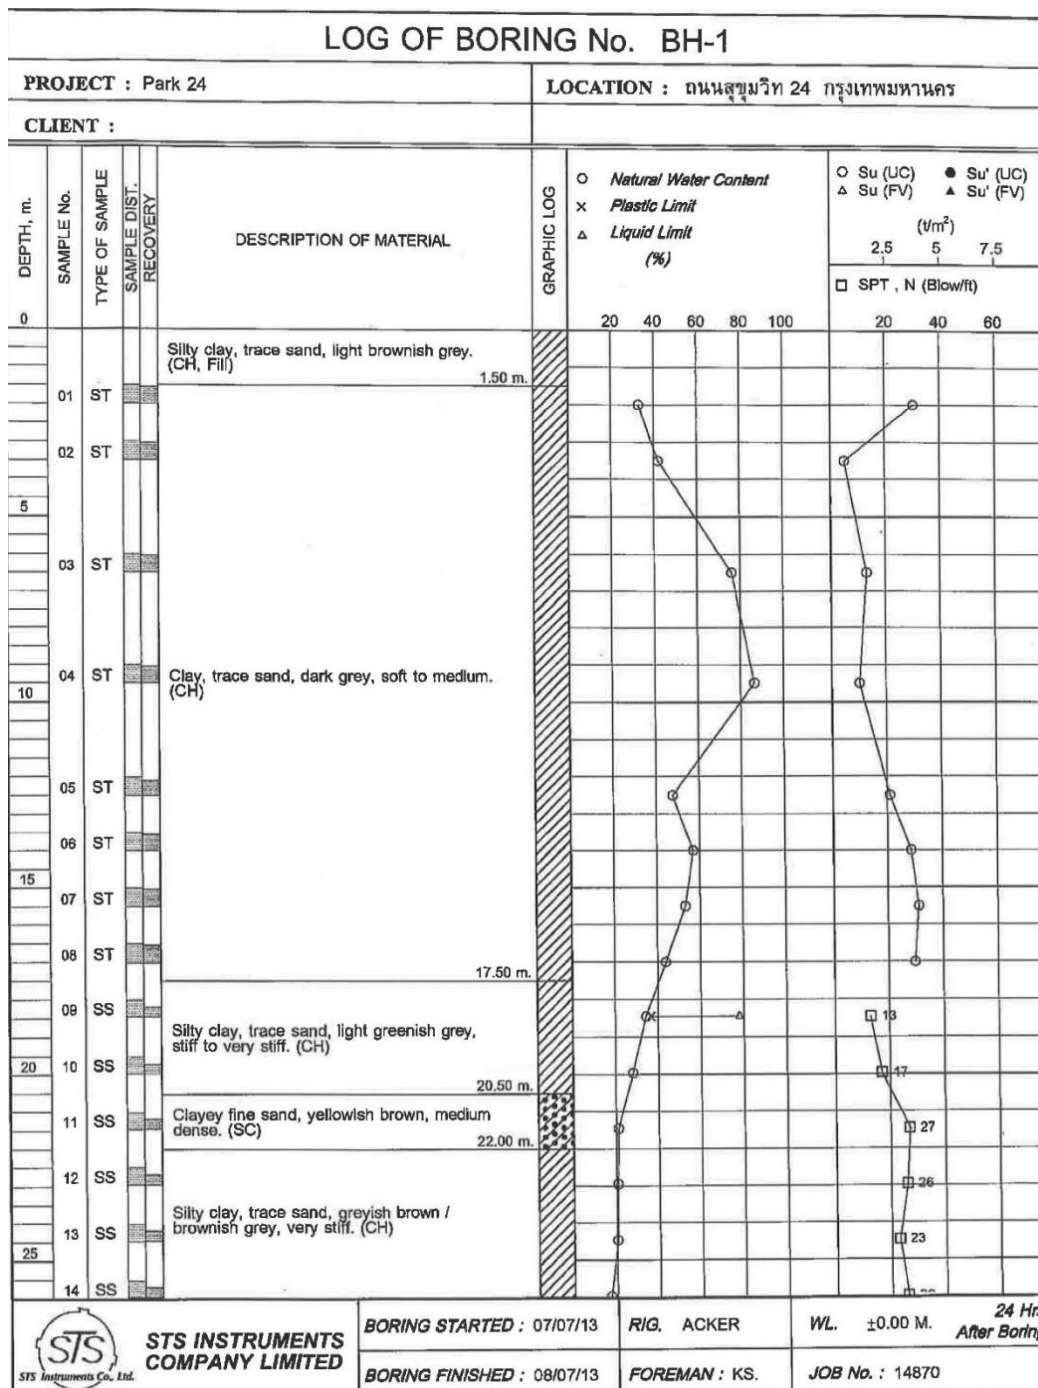 LOG OF BORING No. BH-1
PROJECT : Park 24
LOCATION : ถนนสุขุมวิท 24 กรุงเทพมหานคร
CLIENT :
DEPTH, m.
SAMPLE No.
TYPE OF SAMPLE
SAMPLE DIST.
RECOVERY
DESCRIPTION OF MATERIAL
GRAPHIC LOG
○ Natural Water Content
× Plastic Limit
△ Liquid Limit
(%)
○ Su (UC) ● Su' (UC)
△ Su (FV) ▲ Su' (FV)
(t/m²)
2.5 5 7.5
□ SPT , N (Blow/ft)
0
20 40 60 80 100
20 40 60
Silty clay, trace sand, light brownish grey.
(CH, Fill)
1.50 m.
01 ST
02 ST
5
03 ST
04 ST
Clay, trace sand, dark grey, soft to medium.
(CH)
10
05 ST
06 ST
15
07 ST
08 ST
17.50 m.
09 SS
13
Silty clay, trace sand, light greenish grey,
stiff to very stiff. (CH)
20 10 SS
17
20.50 m.
11 SS
Clayey fine sand, yellowish brown, medium
dense. (SC)
27
22.00 m.
12 SS
26
Silty clay, trace sand, greyish brown /
brownish grey, very stiff. (CH)
13 SS
23
25
14 SS
STS
STS Instruments Co., Ltd.
STS INSTRUMENTS
COMPANY LIMITED
BORING STARTED : 07/07/13
RIG. ACKER
WL. ±0.00 M.
24 Hr.
After Boring
BORING FINISHED : 08/07/13
FOREMAN : KS.
JOB No. : 14870